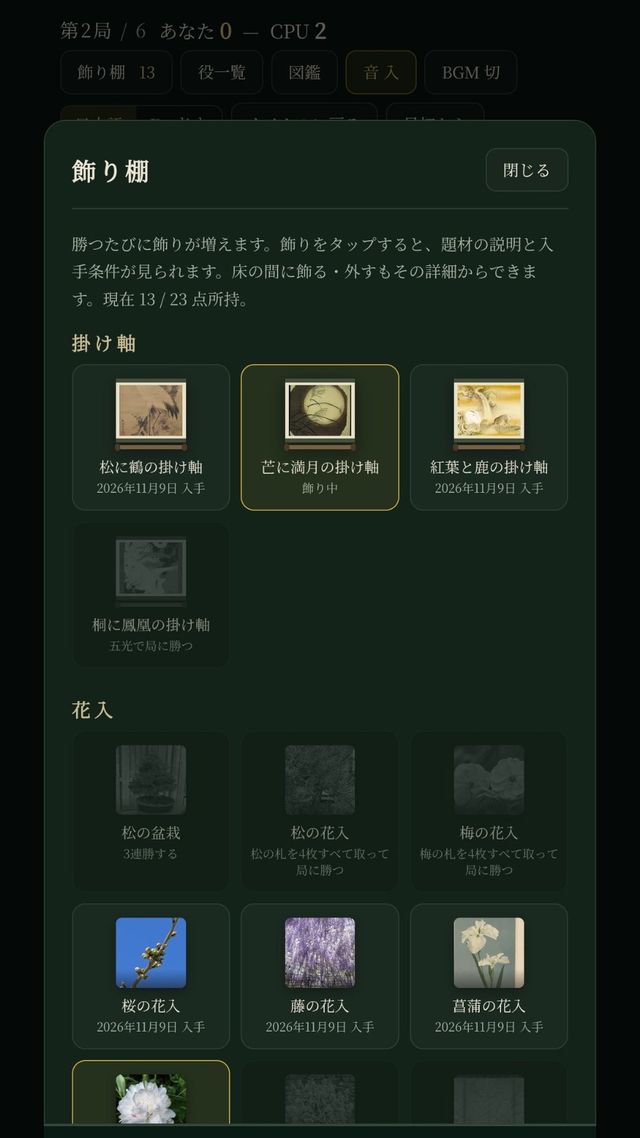 第2局 / 6 あなた 0 — CPU 2
飾り棚 13 役一覧 図鑑 音 入 BGM 切
飾り棚
閉じる
勝つたびに飾りが増えます。飾りをタップすると、題材の説明と入
手条件が見られます。床の間に飾る・外すもその詳細からできま
す。現在 13 / 23 点所持。
掛け軸
松に鶴の掛け軸
2026年11月9日 入手
芒に満月の掛け軸
飾り中
紅葉と鹿の掛け軸
2026年11月9日 入手
桐に鳳凰の掛け軸
五光で局に勝つ
花入
松の盆栽
3連勝する
松の花入
松の札を4枚すべて取って
局に勝つ
梅の花入
梅の札を4枚すべて取って
局に勝つ
桜の花入
2026年11月9日 入手
藤の花入
2026年11月9日 入手
菖蒲の花入
2026年11月9日 入手